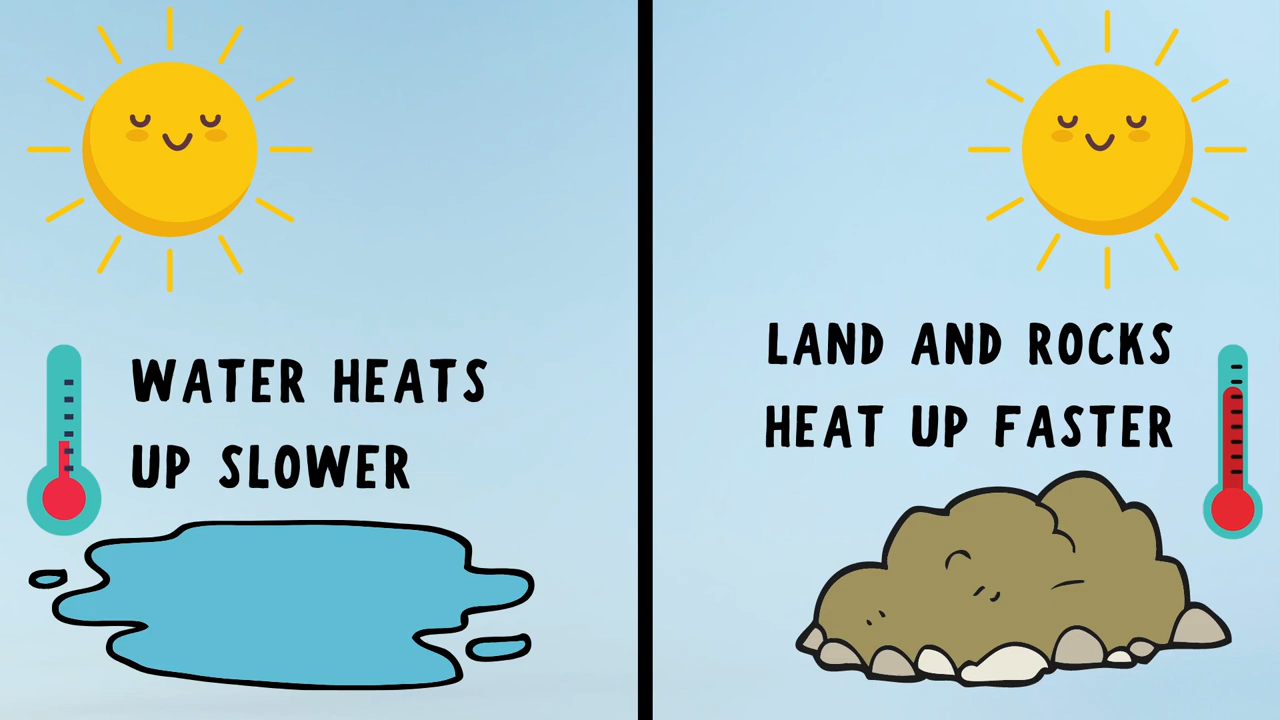 WATER HEATS
UP SLOWER
LAND AND ROCKS
HEAT UP FASTER